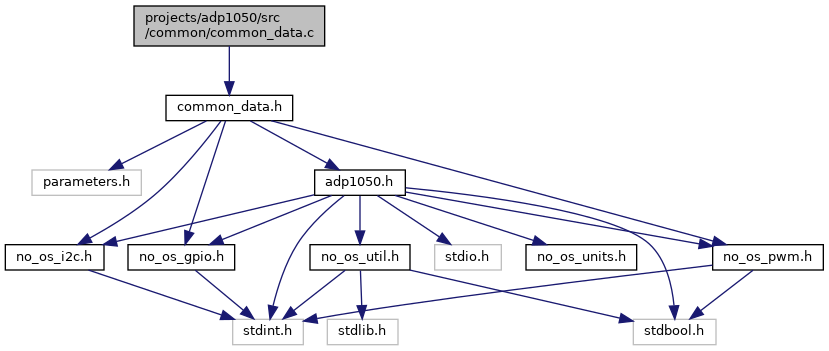 projects/adp1050/src
/common/common_data.c
common_data.h
parameters.h
adp1050.h
no_os_i2c.h
no_os_gpio.h
no_os_util.h
stdio.h
no_os_units.h
no_os_pwm.h
stdint.h
stdlib.h
stdbool.h